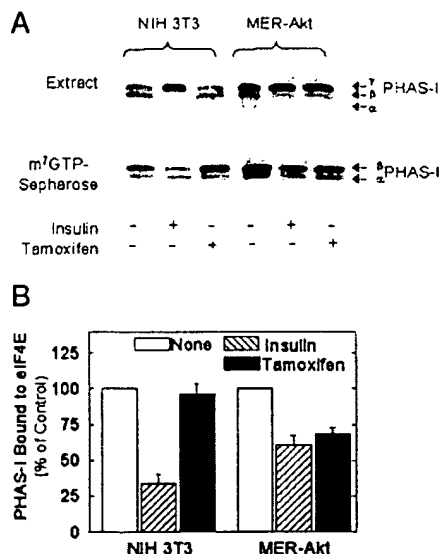 A
NIH 3T3 MER-Akt
Extract
γ
β PHAS-I
α
m⁷GTP-
Sepharose
β
α PHAS-I
Insulin - + - - + -
Tamoxifen - - + - - +
B
None Insulin
Tamoxifen
PHAS-I Bound to eIF4E
(% of Control)
125
100
75
50
25
0
NIH 3T3 MER-Akt